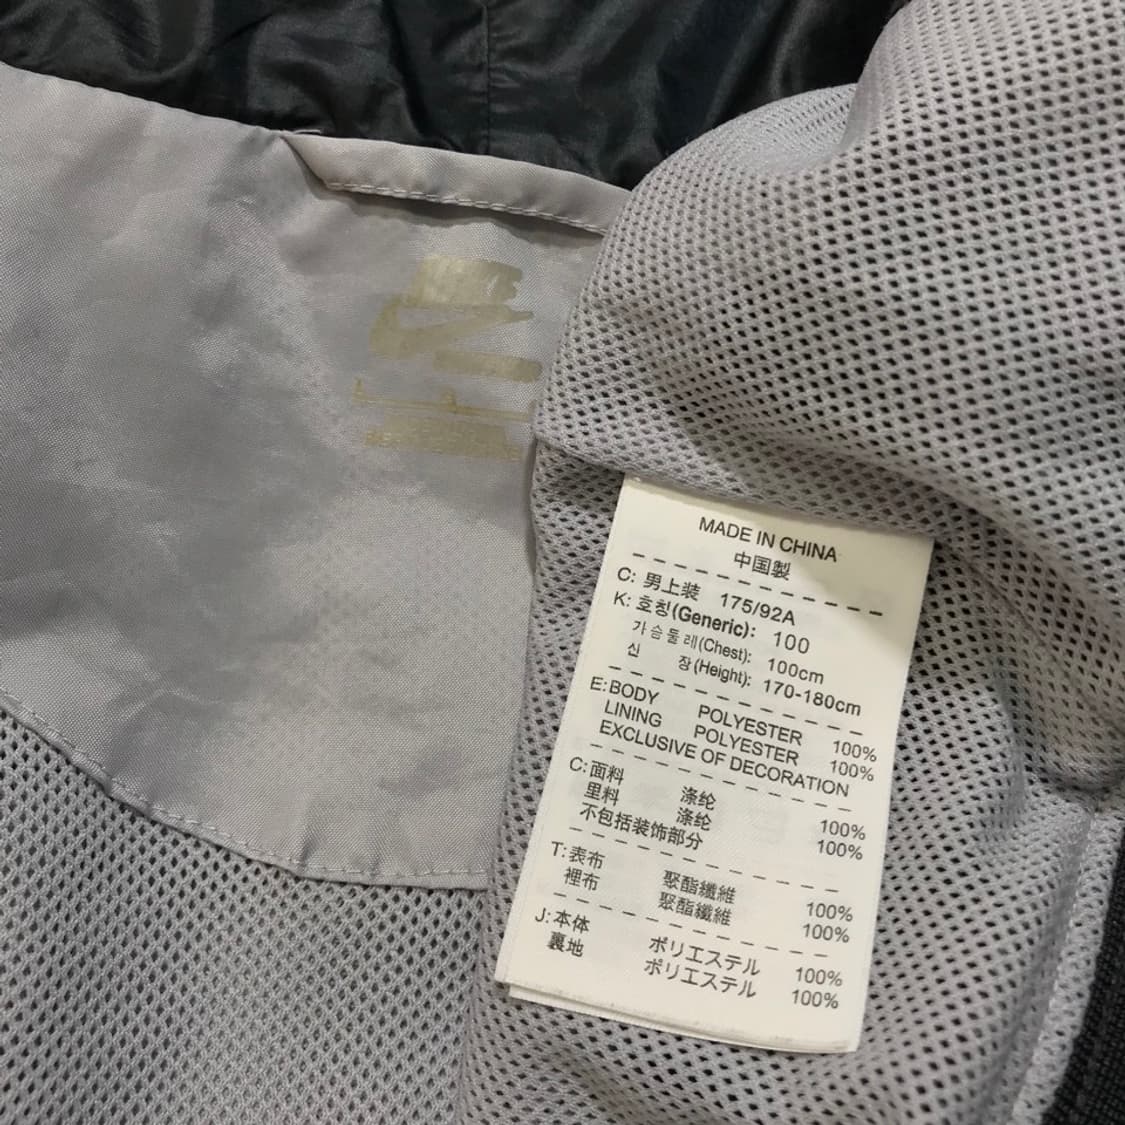 NIKE
L
MADE IN CHINA
中国製
C: 男上装 175/92A
K: 호칭(Generic): 100
가슴둘레(Chest): 100cm
신 장(Height): 170-180cm
E: BODY POLYESTER 100%
LINING POLYESTER 100%
EXCLUSIVE OF DECORATION
C: 面料 涤纶 100%
里料 涤纶 100%
不包括装饰部分
T: 表布 聚酯纖維 100%
裡布 聚酯纖維 100%
J: 本体 ポリエステル 100%
裏地 ポリエステル 100%